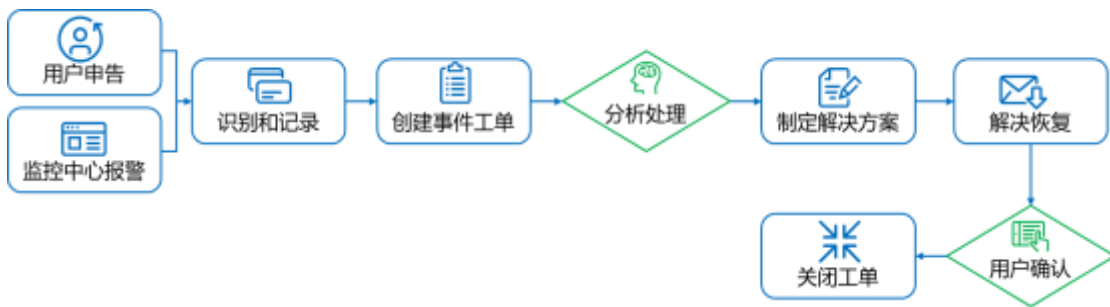 用户申告
监控中心报警
识别和记录
创建事件工单
分析处理
制定解决方案
解决恢复
用户确认
关闭工单